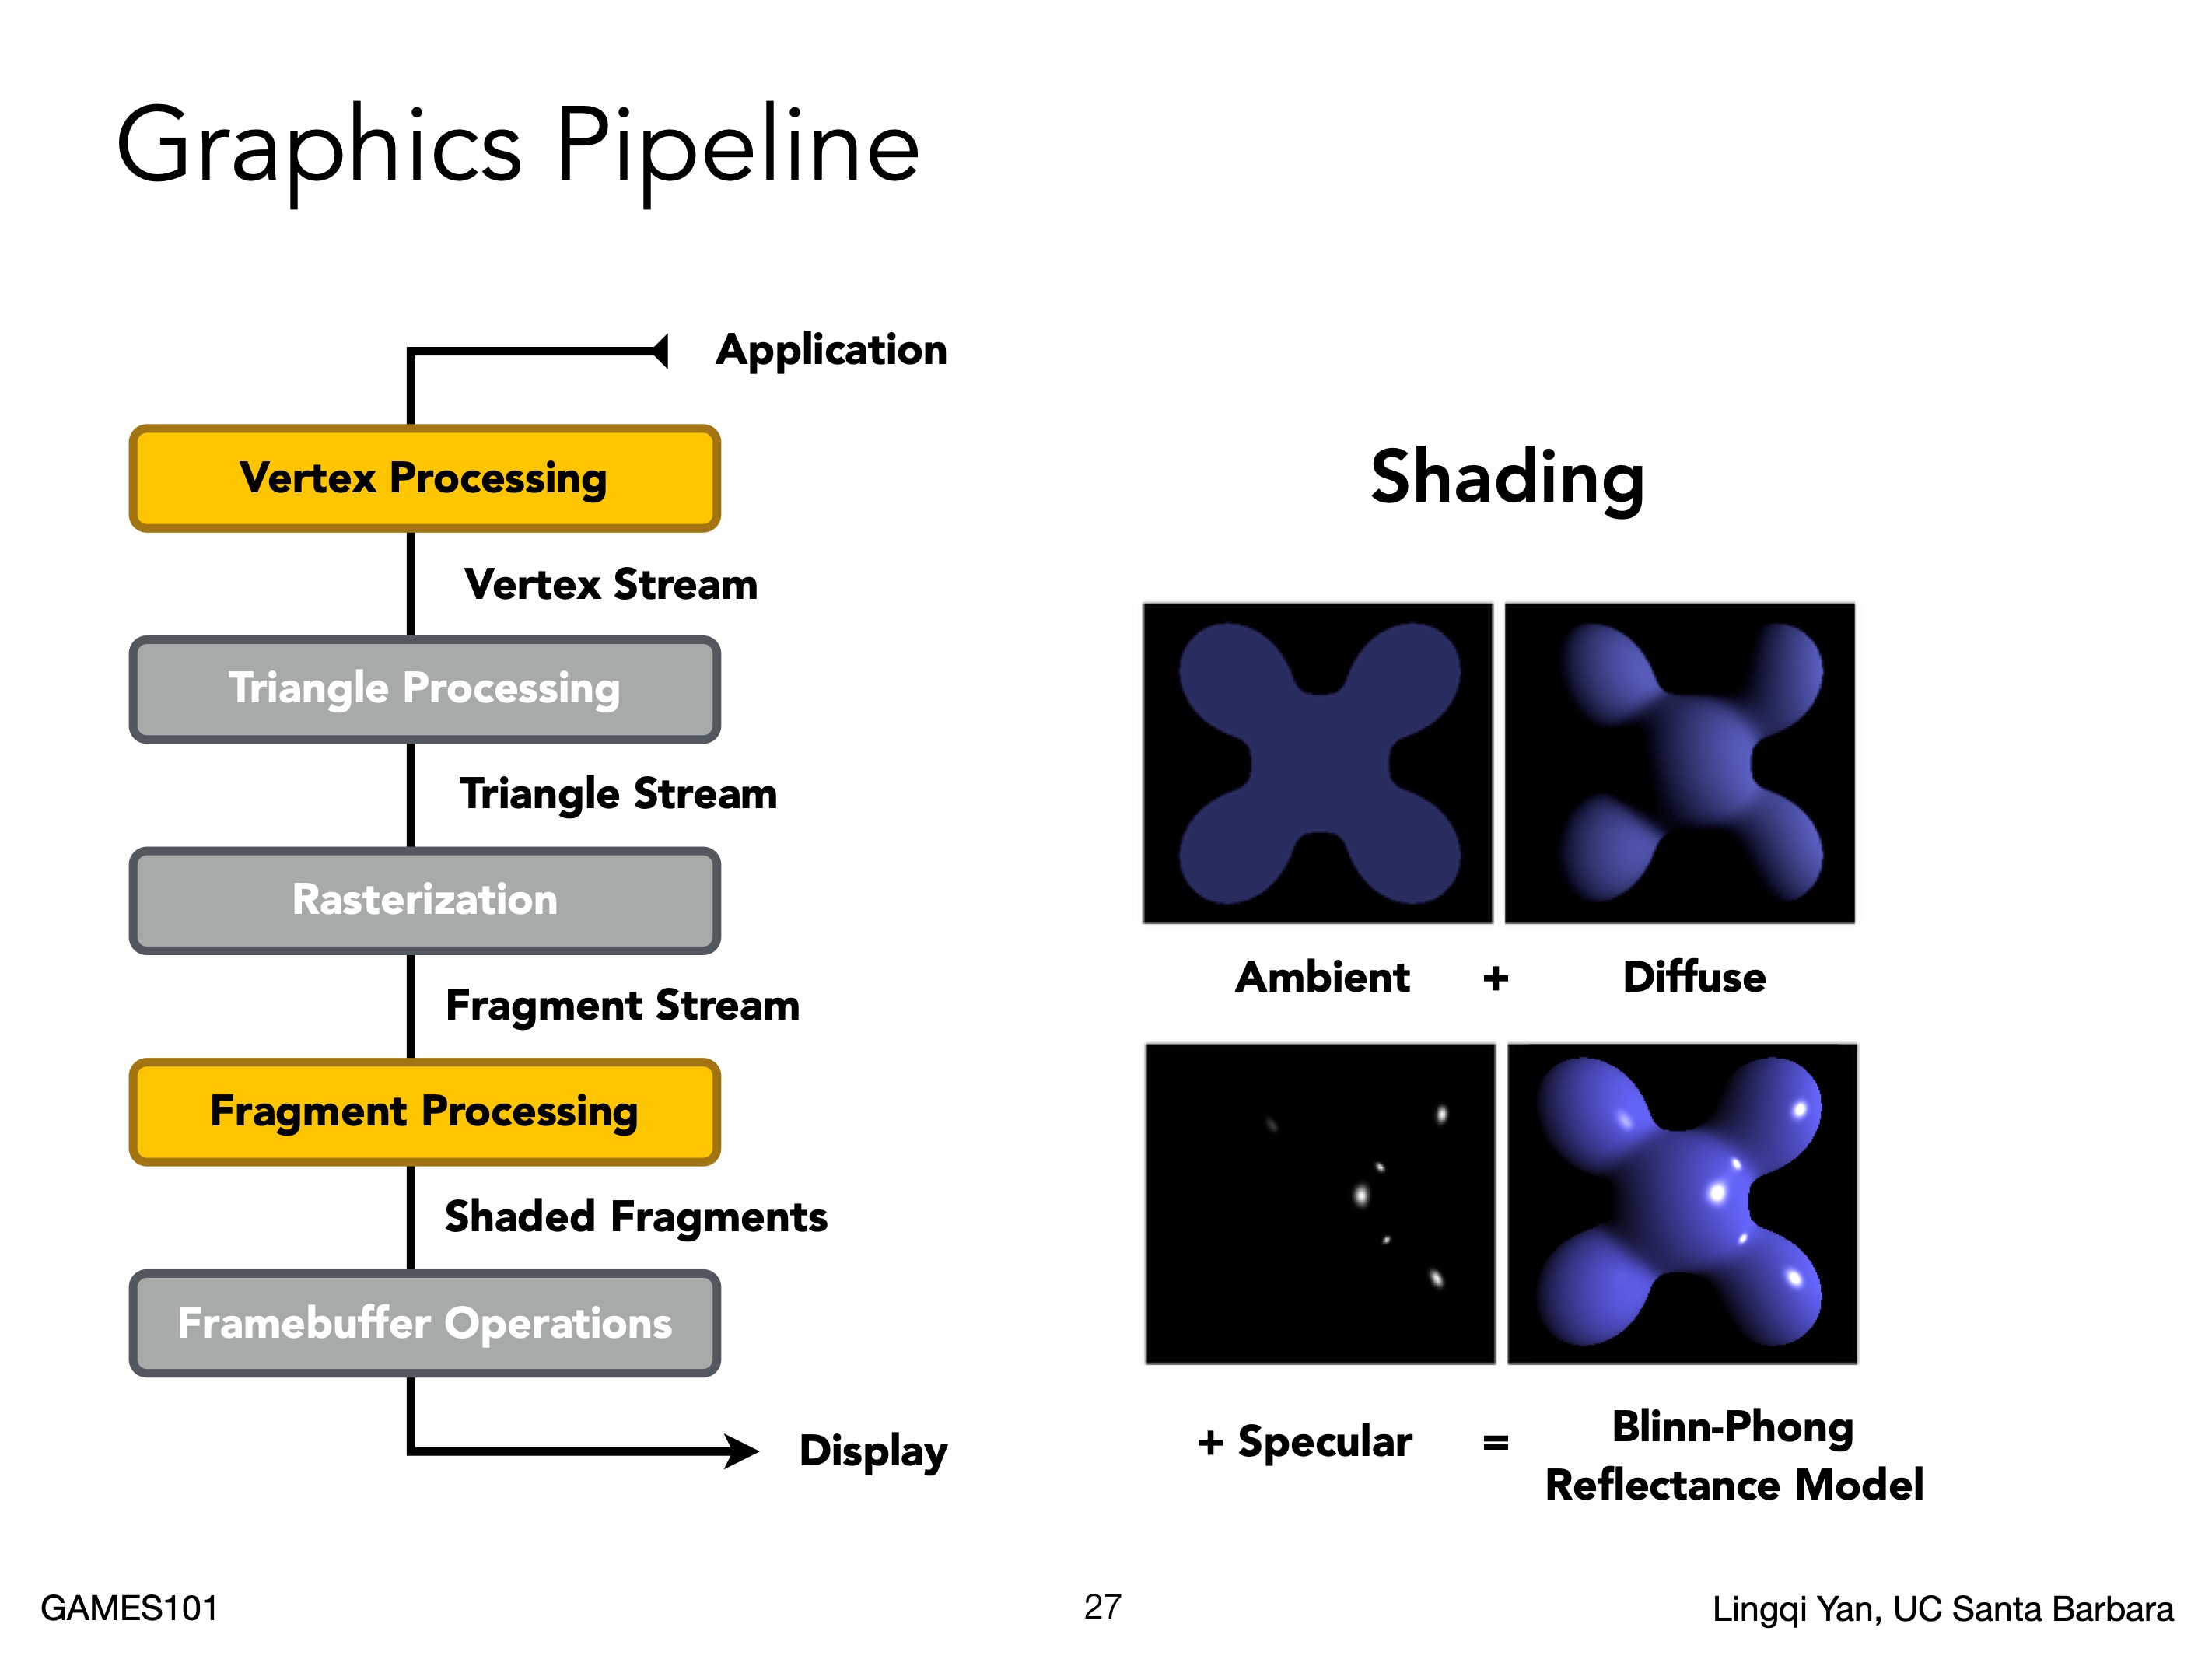 Graphics Pipeline
Application
Vertex Processing
Vertex Stream
Triangle Processing
Triangle Stream
Rasterization
Fragment Stream
Fragment Processing
Shaded Fragments
Framebuffer Operations
Display
Shading
Ambient + Diffuse
+ Specular = Blinn-Phong
Reflectance Model
GAMES101
27
Lingqi Yan, UC Santa Barbara